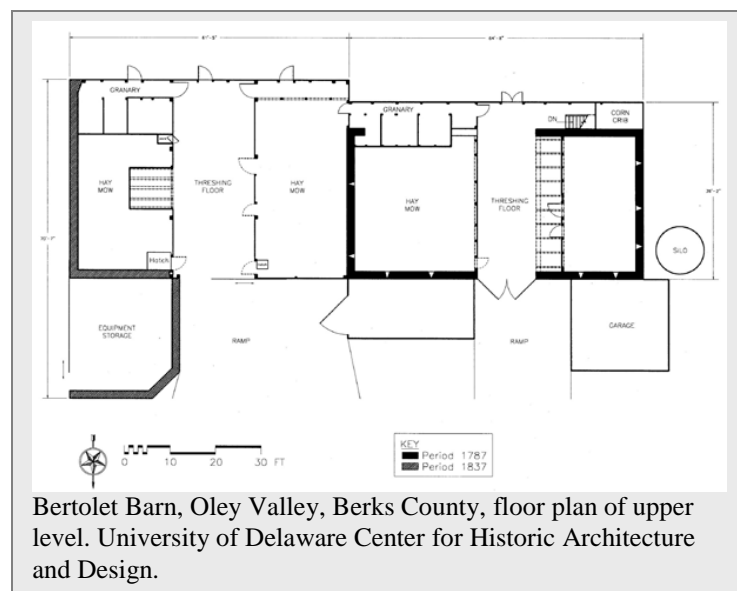 GRANARY
HAY
MOW
THRESHING
FLOOR
HAY
MOW
Hatch
EQUIPMENT
STORAGE
RAMP
GRANARY
HAY
MOW
THRESHING
FLOOR
DN
CORN
CRIB
SILO
GARAGE
RAMP
0 10 20 30 FT
KEY
Period 1787
Period 1837
Bertolet Barn, Oley Valley, Berks County, floor plan of upper
level. University of Delaware Center for Historic Architecture
and Design.